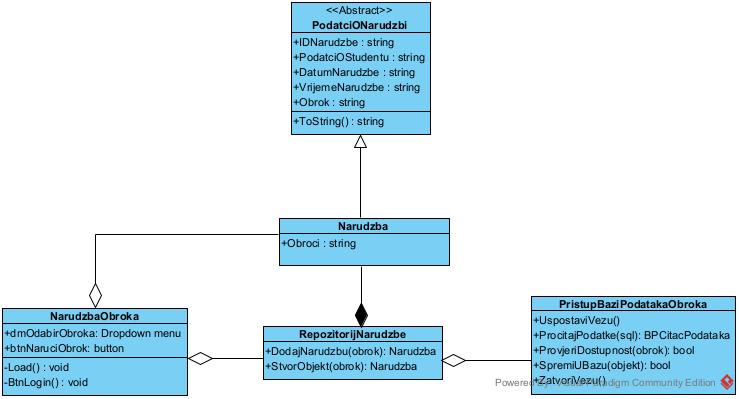 <<Abstract>>
PodatciONarudzbi
+IDNarudzbe : string
+PodatciOStudentu : string
+DatumNarudzbe : string
+VrijemeNarudzbe : string
+Obrok : string
+ToString() : string
Narudzba
+Obroci : string
NarudzbaObroka
+dmOdabirObroka: Dropdown menu
+btnNaruciObrok: button
-Load() : void
-BtnLogin() : void
RepozitorijNarudzbe
+DodajNarudzbu(obrok): Narudzba
+StvorObjekt(obrok): Narudzba
PristupBaziPodatakaObroka
+UspostaviVezu()
+ProcitajPodatke(sql): BPCitacPodataka
+ProvjeriDostupnost(obrok): bool
+SpremiUBazu(objekt): bool
+ZatvoriVezu()
Powered By Visual Paradigm Community Edition